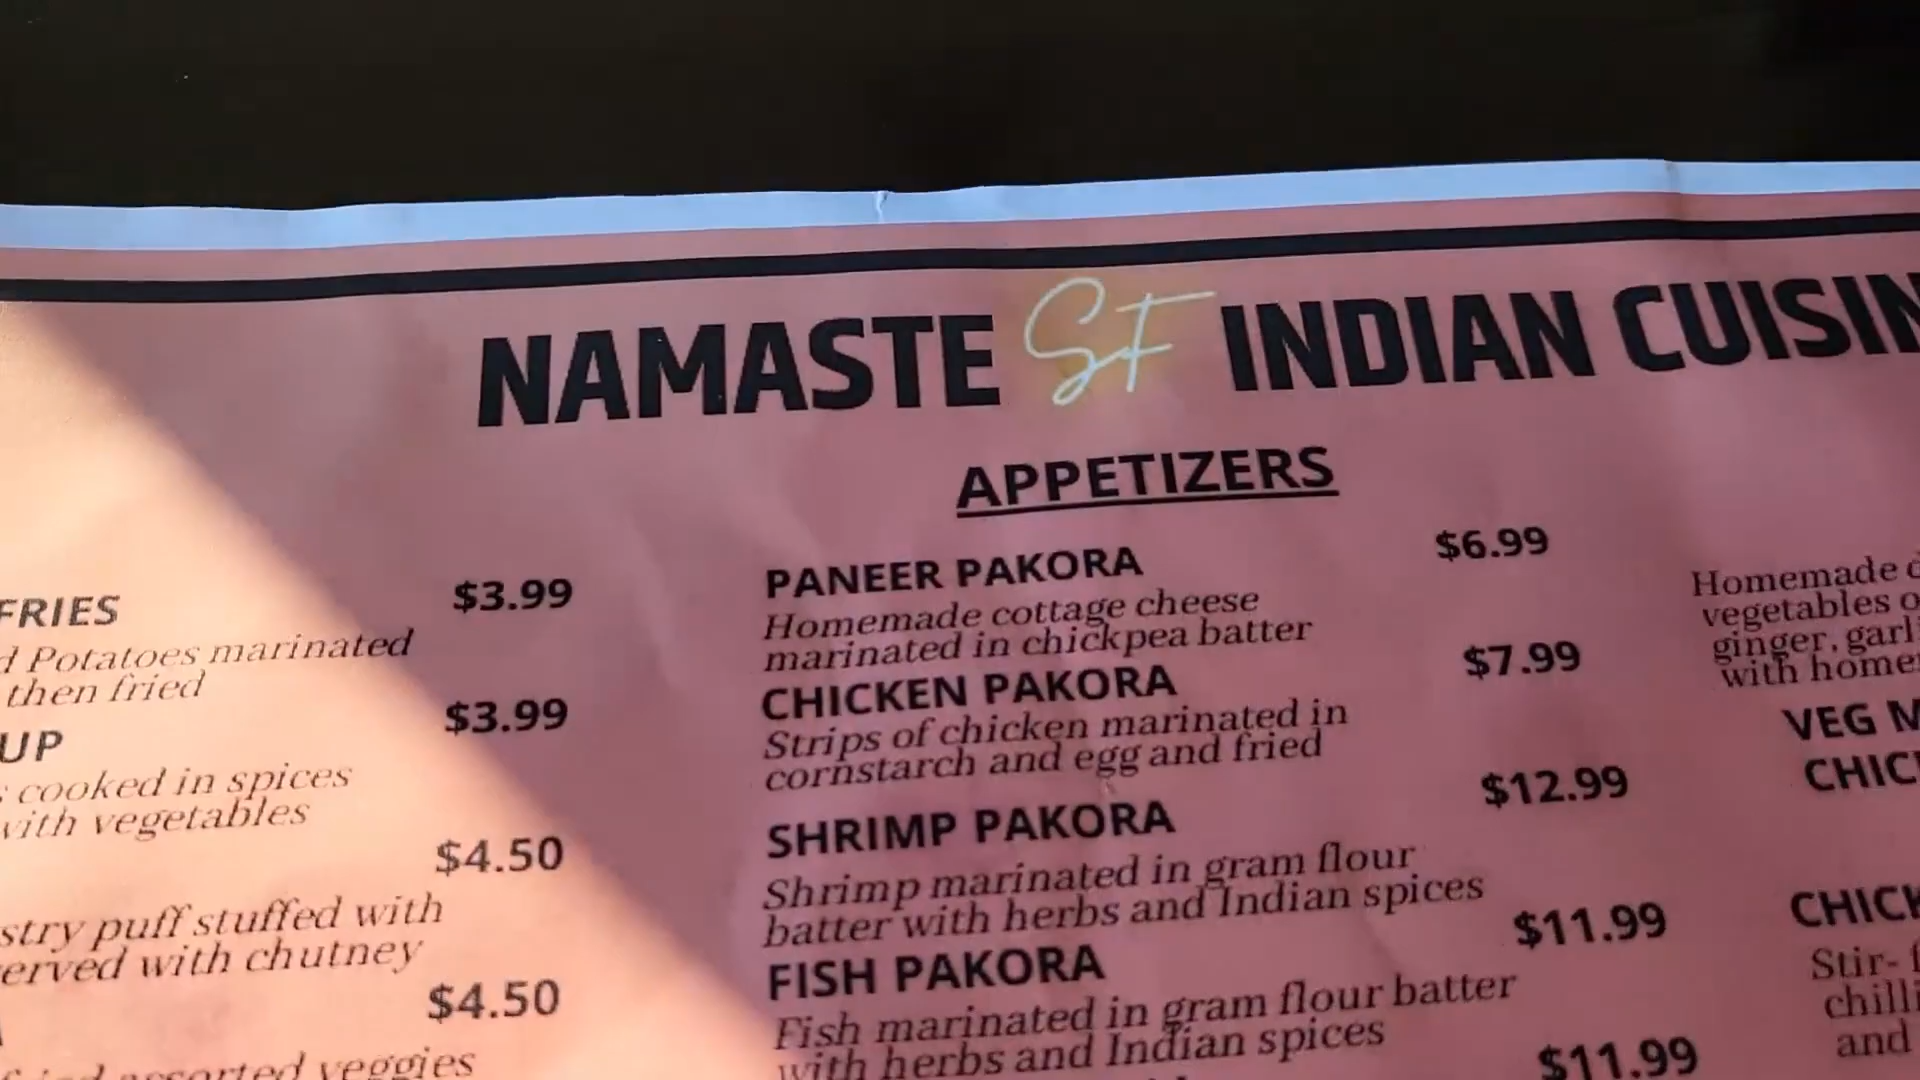 NAMASTE St INDIAN CUISIN
APPETIZERS
FRIES $3.99
d Potatoes marinated
then fried
UP $3.99
cooked in spices
with vegetables
$4.50
stry puff stuffed with
erved with chutney
$4.50
assorted veggies
PANEER PAKORA $6.99
Homemade cottage cheese
marinated in chickpea batter
CHICKEN PAKORA $7.99
Strips of chicken marinated in
cornstarch and egg and fried
SHRIMP PAKORA $12.99
Shrimp marinated in gram flour
batter with herbs and Indian spices
FISH PAKORA $11.99
Fish marinated in gram flour batter
with herbs and Indian spices
$11.99
Homemade
vegetables o
ginger, garl
with home
VEG M
CHIC
CHICK
Stir- f
chilli
and